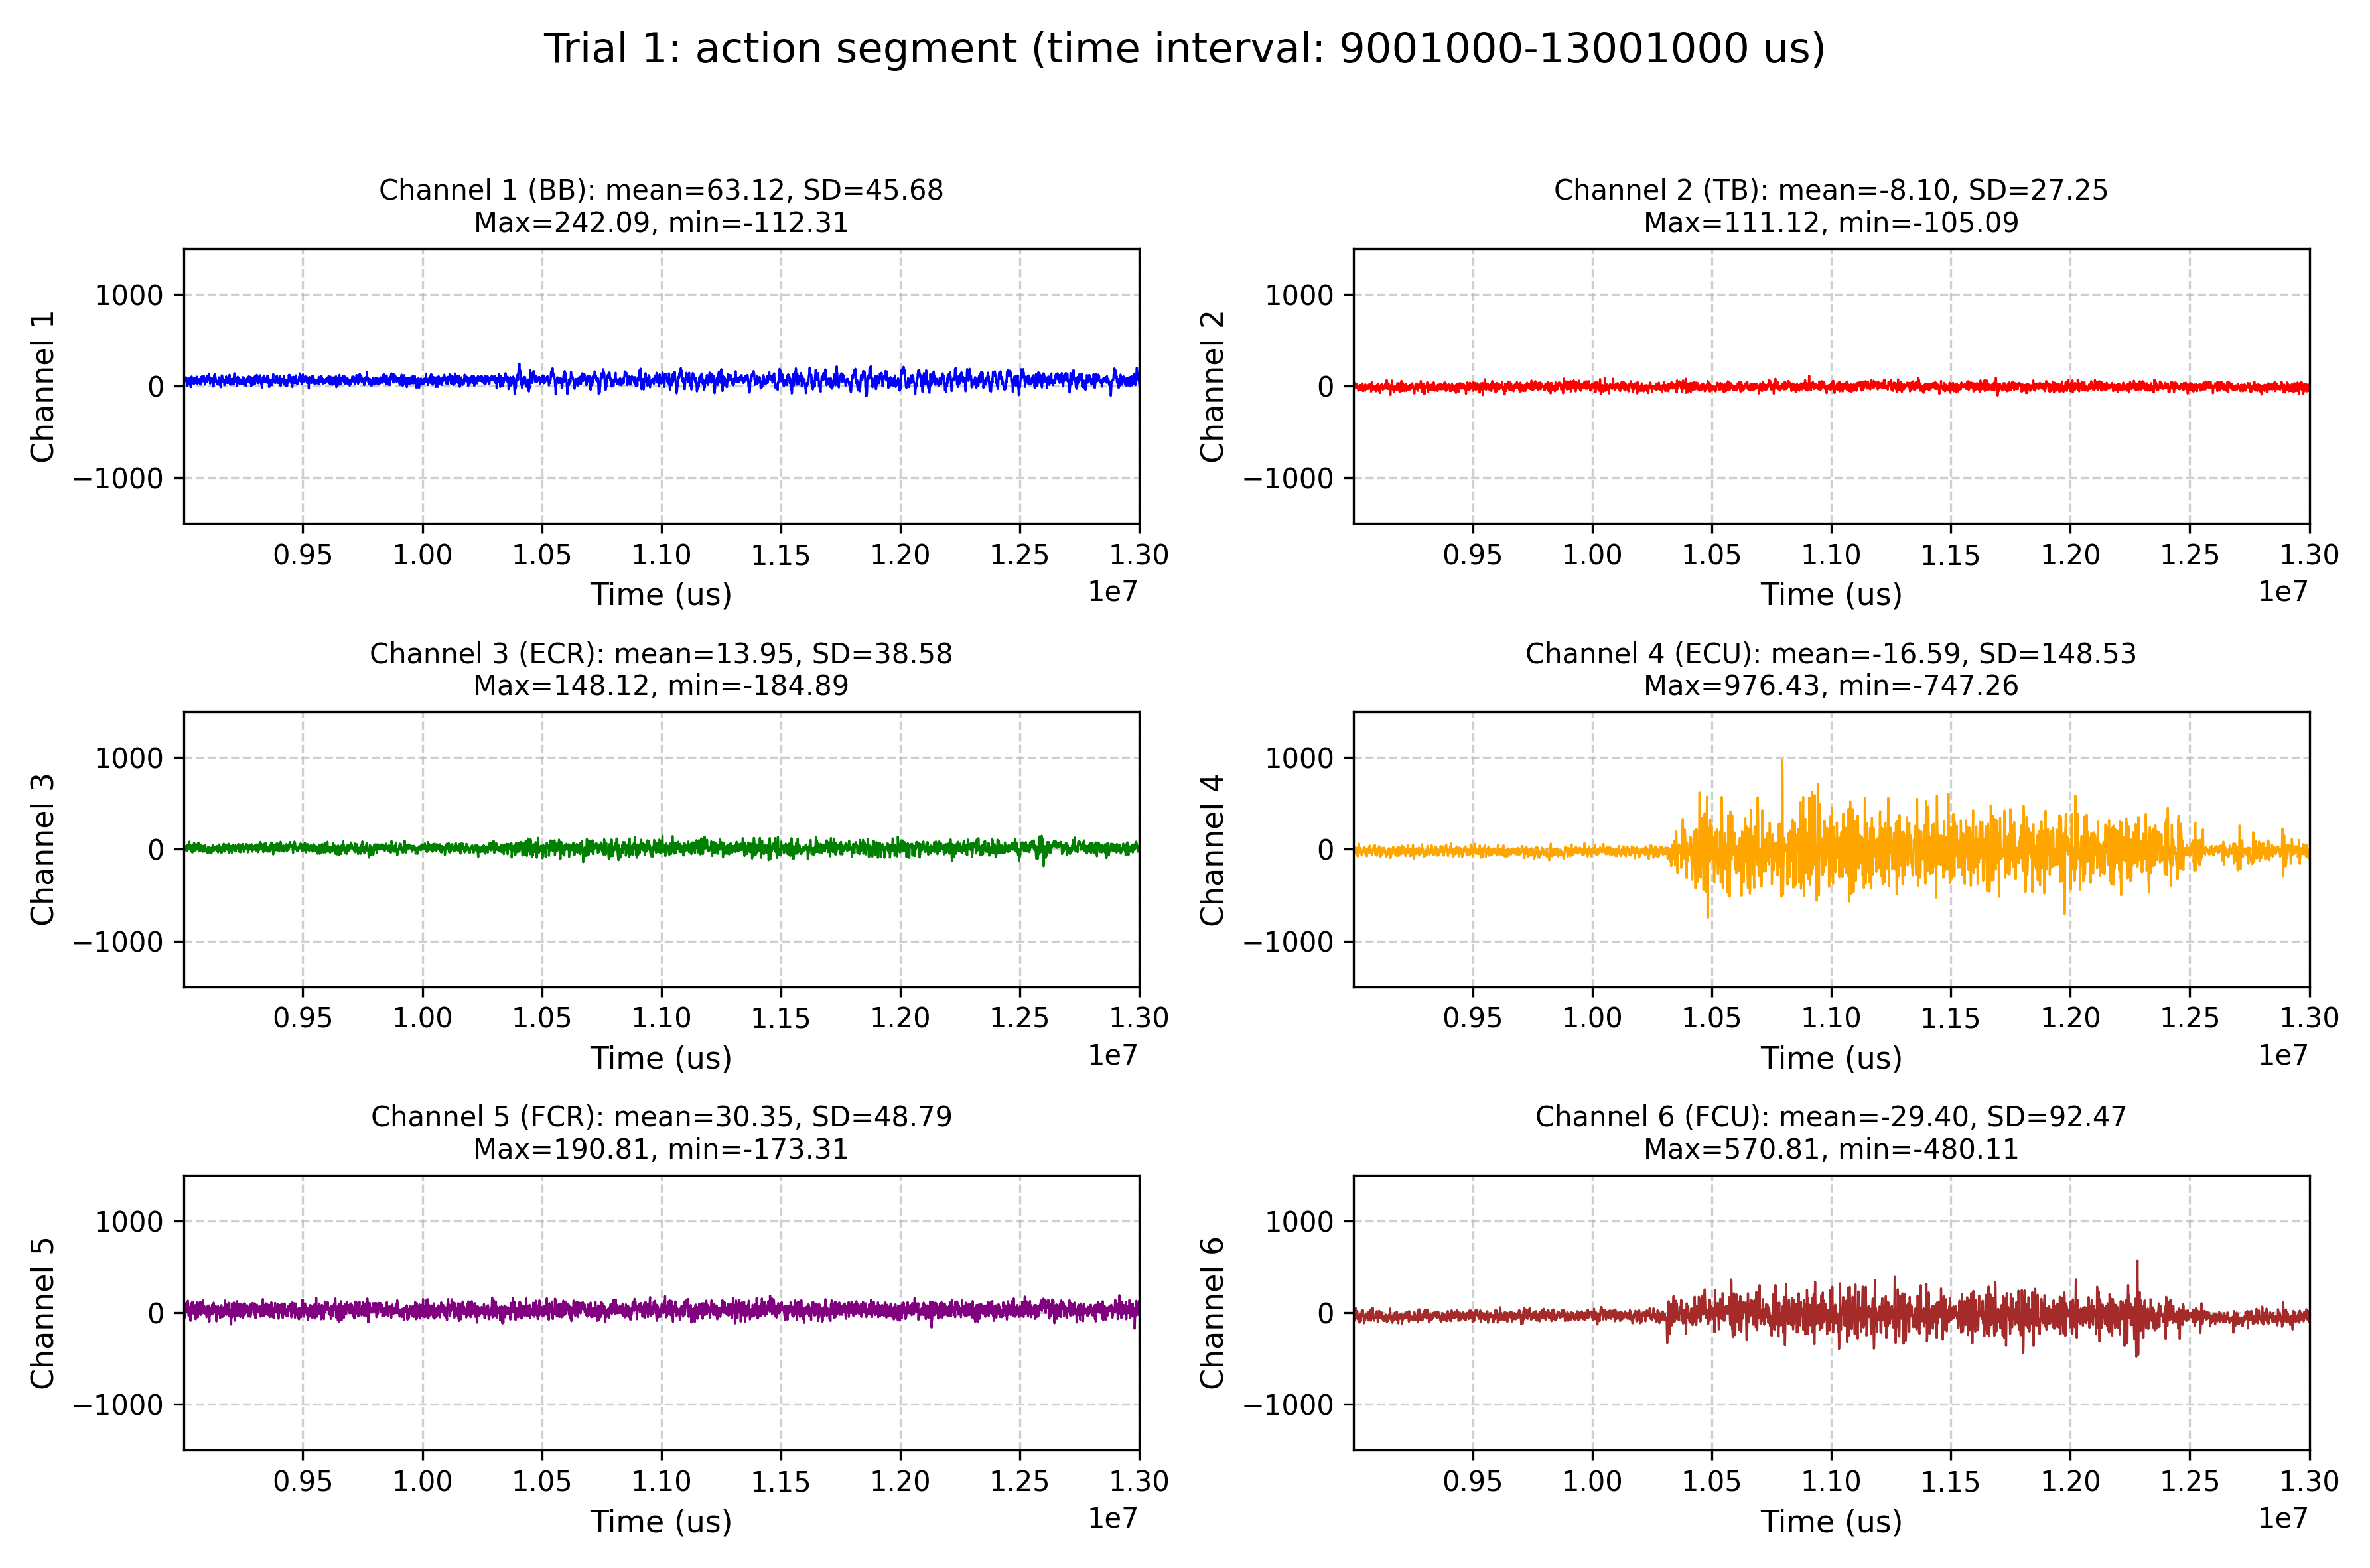 Trial 1: action segment (time interval: 9001000-13001000 us)
Channel 1 (BB): mean=63.12, SD=45.68
Max=242.09, min=-112.31
Channel 1
1000
0
−1000
0.95 1.00 1.05 1.10 1.15 1.20 1.25 1.30
Time (us)
1e7
Channel 2 (TB): mean=-8.10, SD=27.25
Max=111.12, min=-105.09
Channel 2
1000
0
−1000
0.95 1.00 1.05 1.10 1.15 1.20 1.25 1.30
Time (us)
1e7
Channel 3 (ECR): mean=13.95, SD=38.58
Max=148.12, min=-184.89
Channel 3
1000
0
−1000
0.95 1.00 1.05 1.10 1.15 1.20 1.25 1.30
Time (us)
1e7
Channel 4 (ECU): mean=-16.59, SD=148.53
Max=976.43, min=-747.26
Channel 4
1000
0
−1000
0.95 1.00 1.05 1.10 1.15 1.20 1.25 1.30
Time (us)
1e7
Channel 5 (FCR): mean=30.35, SD=48.79
Max=190.81, min=-173.31
Channel 5
1000
0
−1000
0.95 1.00 1.05 1.10 1.15 1.20 1.25 1.30
Time (us)
1e7
Channel 6 (FCU): mean=-29.40, SD=92.47
Max=570.81, min=-480.11
Channel 6
1000
0
−1000
0.95 1.00 1.05 1.10 1.15 1.20 1.25 1.30
Time (us)
1e7